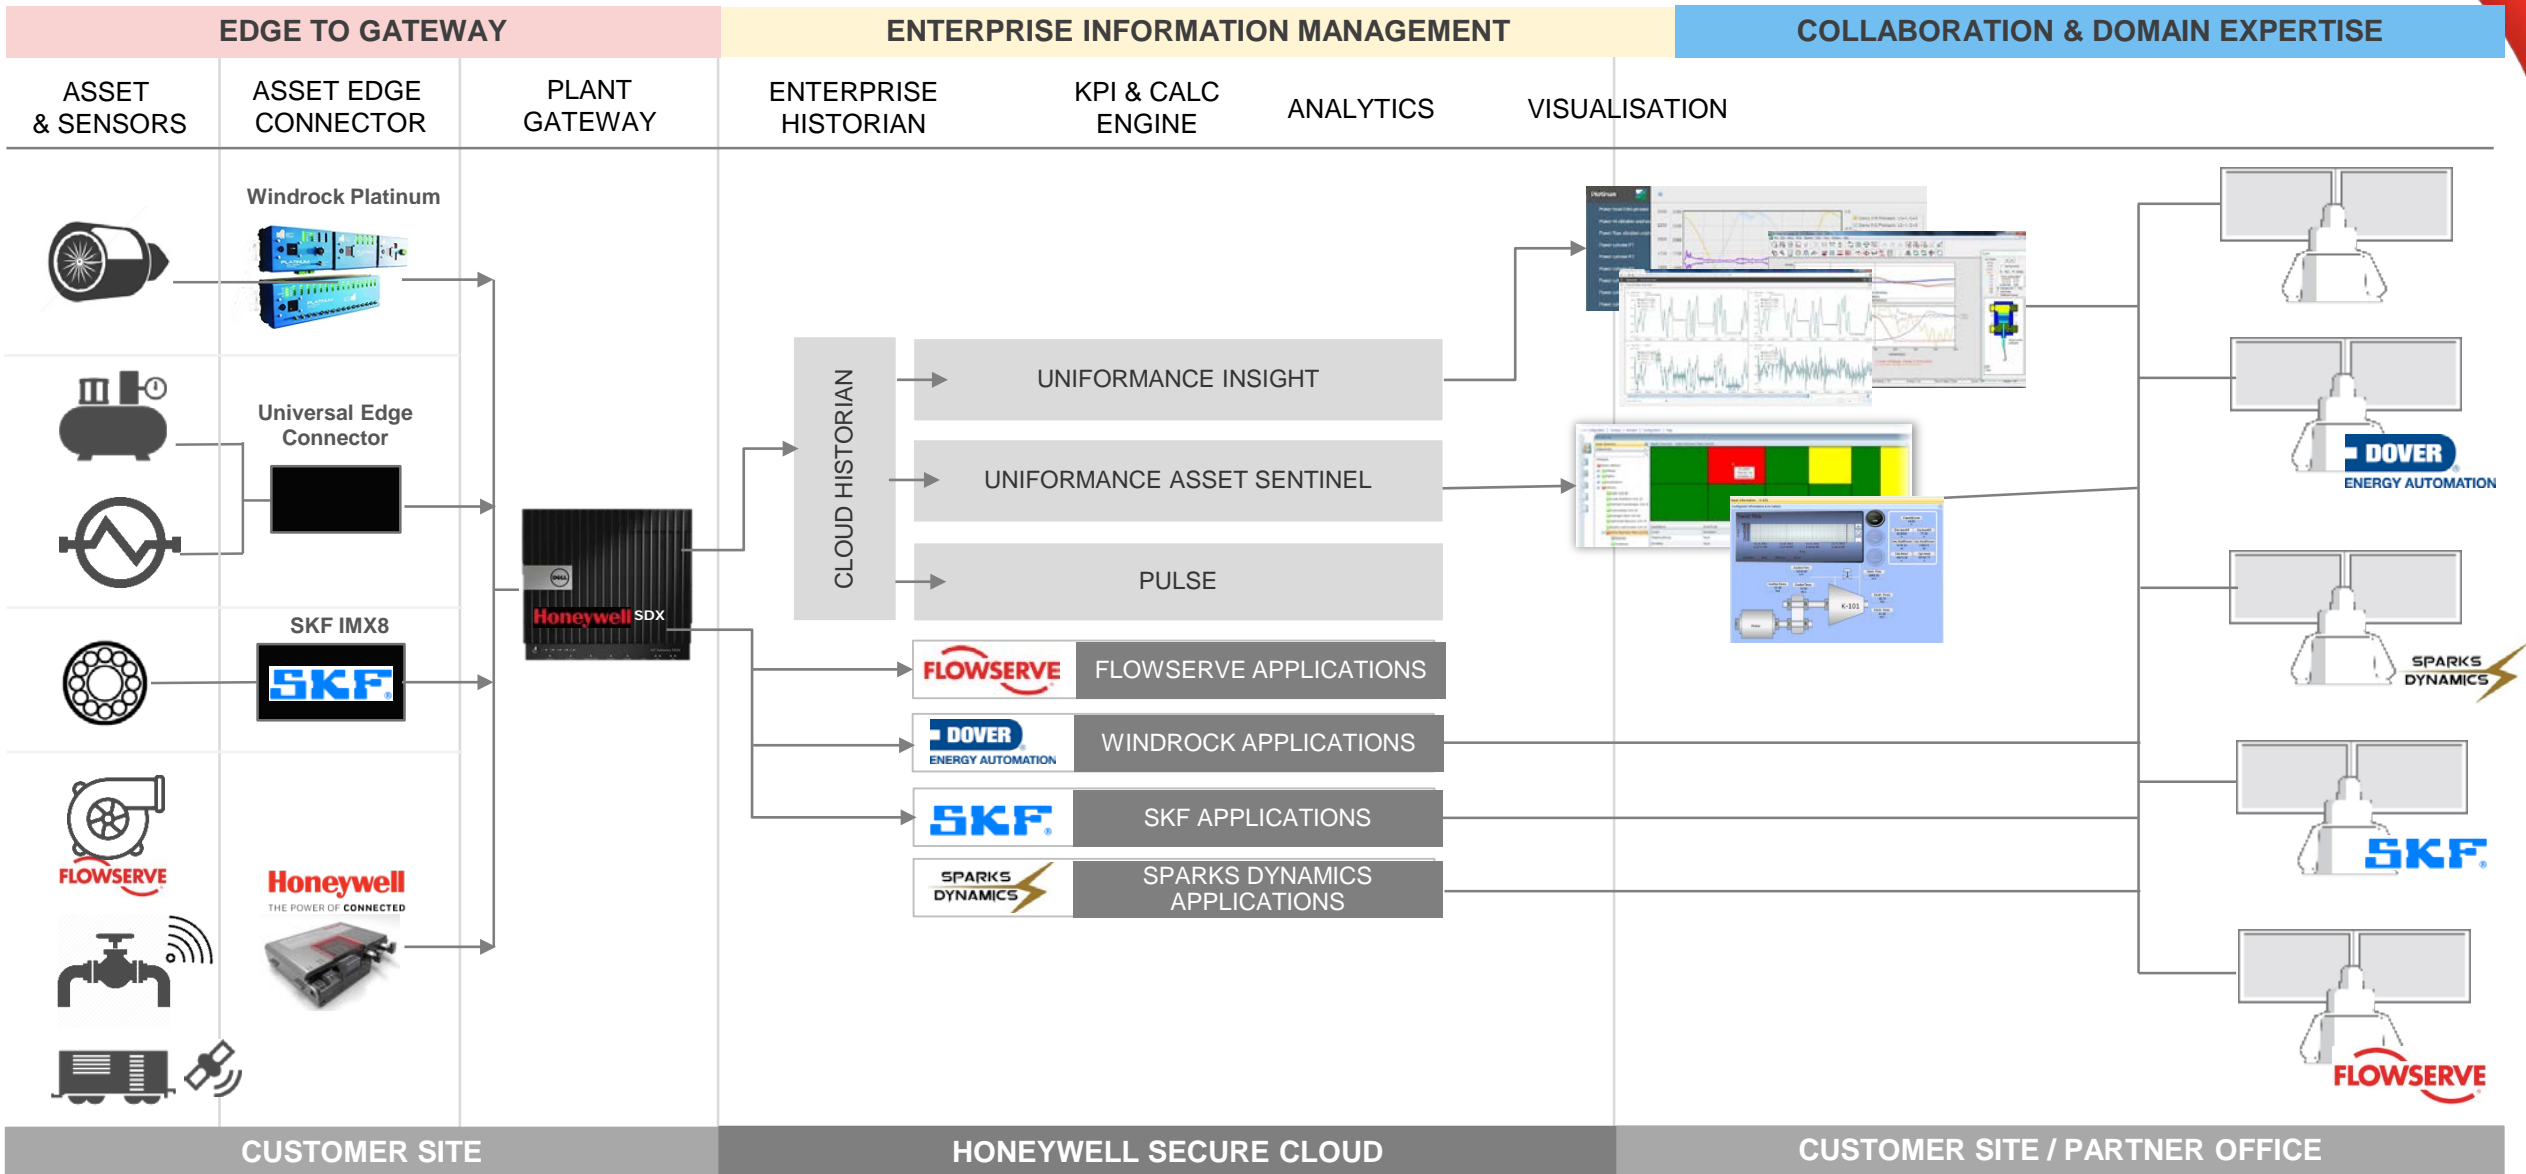 EDGE TO GATEWAY
ENTERPRISE INFORMATION MANAGEMENT
COLLABORATION & DOMAIN EXPERTISE
ASSET
& SENSORS
ASSET EDGE
CONNECTOR
PLANT
GATEWAY
ENTERPRISE
HISTORIAN
KPI & CALC
ENGINE
ANALYTICS
VISUALISATION
Windrock Platinum
PLATINUM
Universal Edge
Connector
SKF IMX8
SKF®
FLOWSERVE
Honeywell
THE POWER OF CONNECTED
DELL
Honeywell SDX
CLOUD HISTORIAN
UNIFORMANCE INSIGHT
UNIFORMANCE ASSET SENTINEL
PULSE
FLOWSERVE
FLOWSERVE APPLICATIONS
DOVER
ENERGY AUTOMATION
WINDROCK APPLICATIONS
SKF®
SKF APPLICATIONS
SPARKS
DYNAMICS
SPARKS DYNAMICS
APPLICATIONS
Platinum
K-101
DOVER
ENERGY AUTOMATION
SPARKS
DYNAMICS
SKF®
FLOWSERVE
CUSTOMER SITE
HONEYWELL SECURE CLOUD
CUSTOMER SITE / PARTNER OFFICE